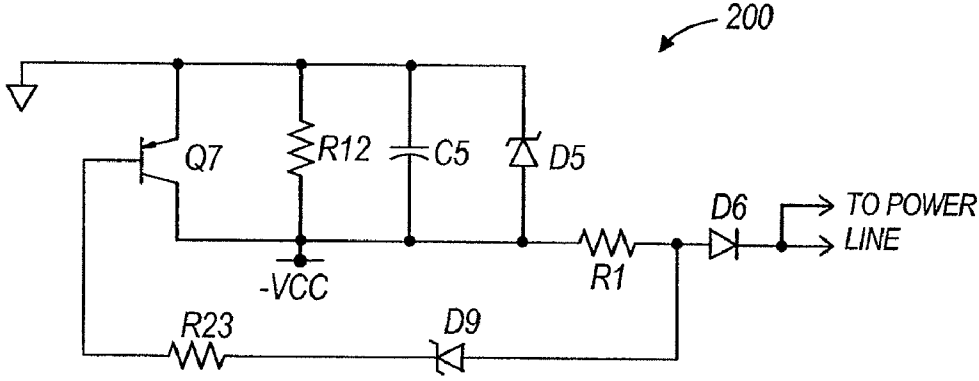 200
Q7
R12
C5
D5
D6
TO POWER
LINE
R1
-VCC
R23
D9